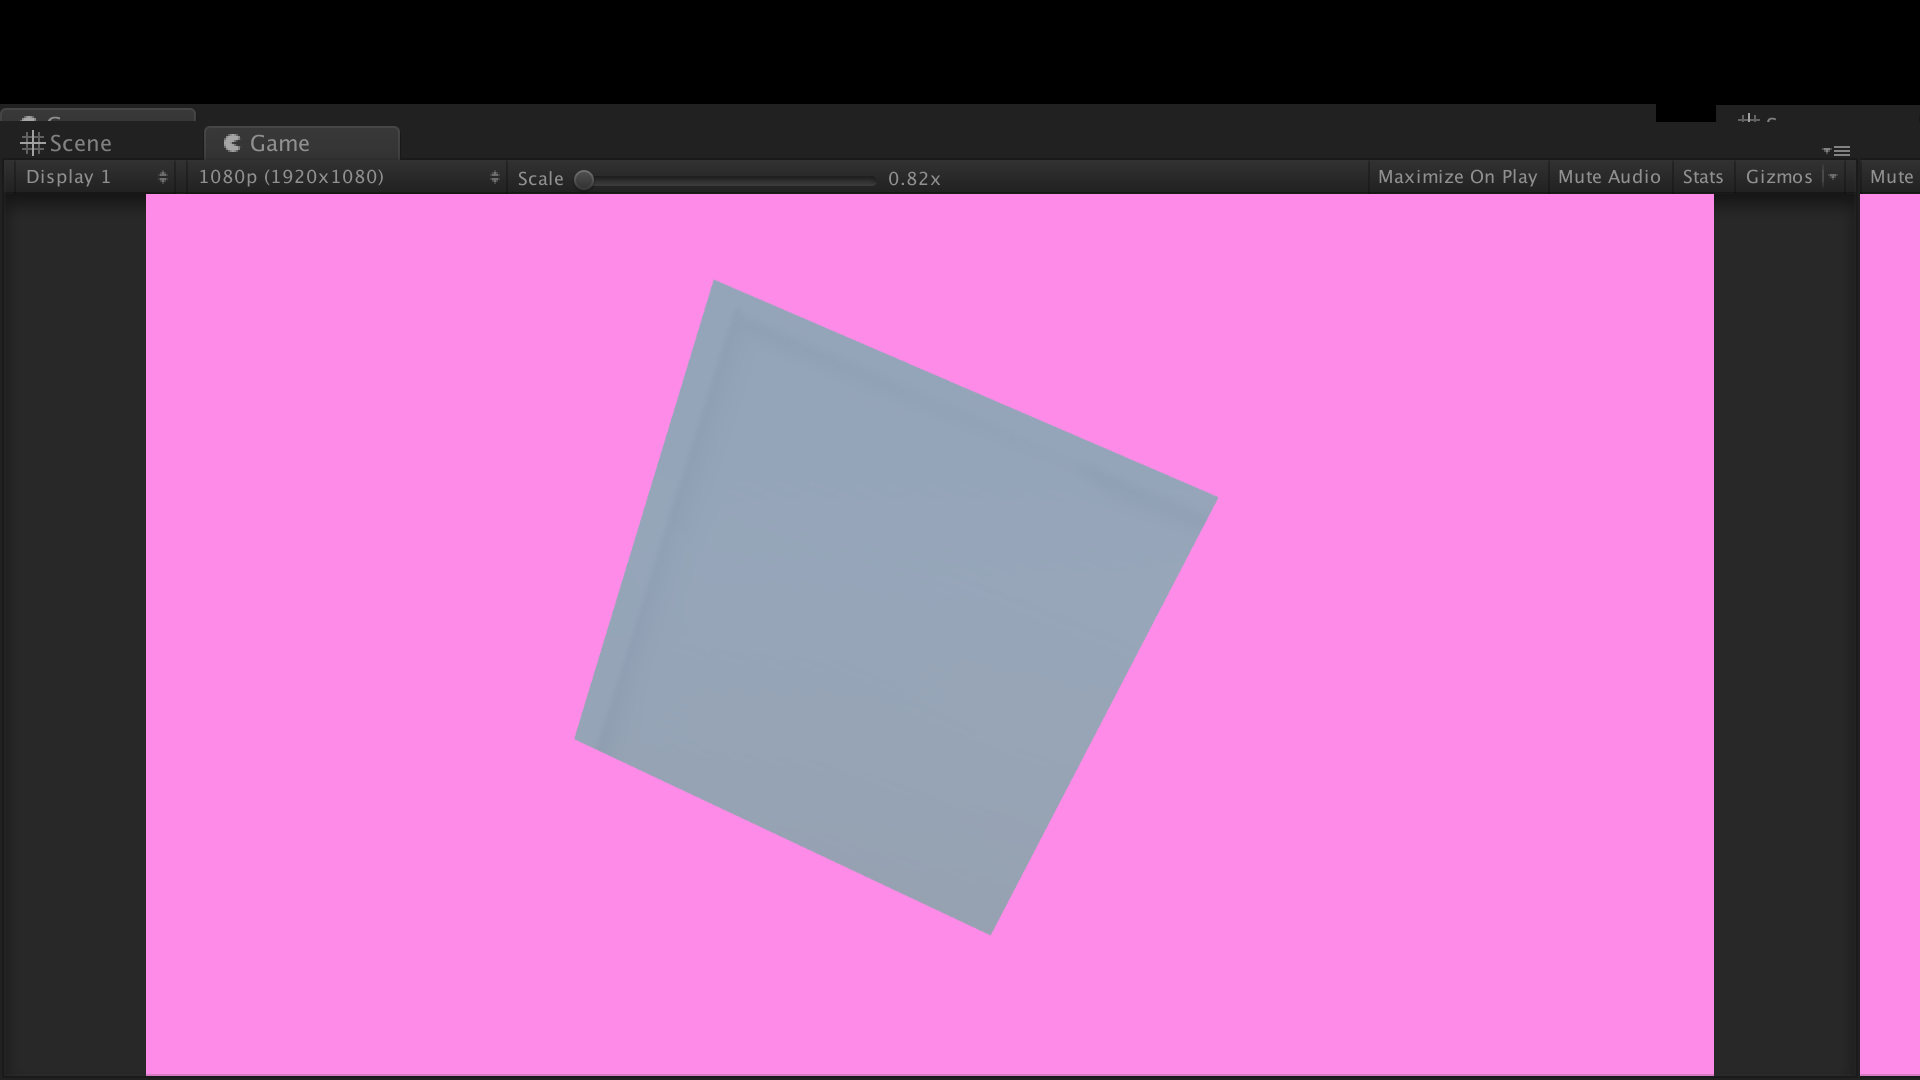 Scene
Game
Display 1
1080p (1920x1080)
Scale
0.82x
Maximize On Play
Mute Audio
Stats
Gizmos
Mute